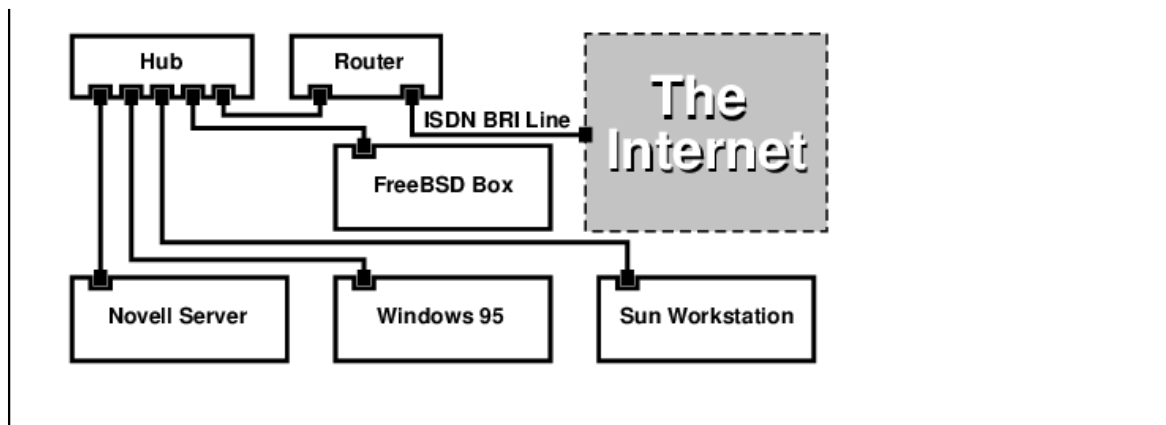 Hub
Router
The
Internet
ISDN BRI Line
FreeBSD Box
Novell Server
Windows 95
Sun Workstation